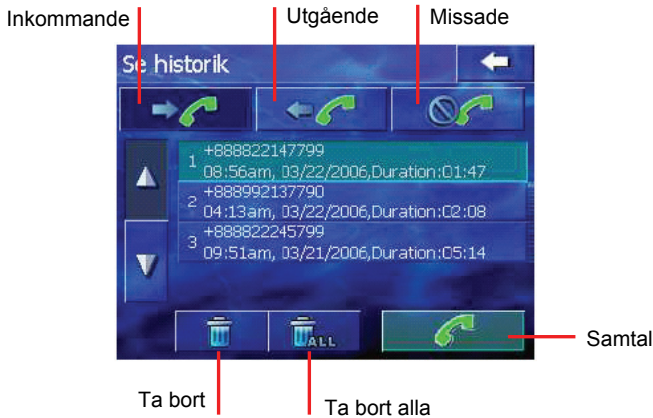 Inkommande
Utgående
Missade
Se historik
1 +888822147799
08:56am, 03/22/2006,Duration:01:47
2 +888992137790
04:13am, 03/22/2006,Duration:02:08
3 +888822245799
09:51am, 03/21/2006,Duration:05:14
ALL
Samtal
Ta bort
Ta bort alla